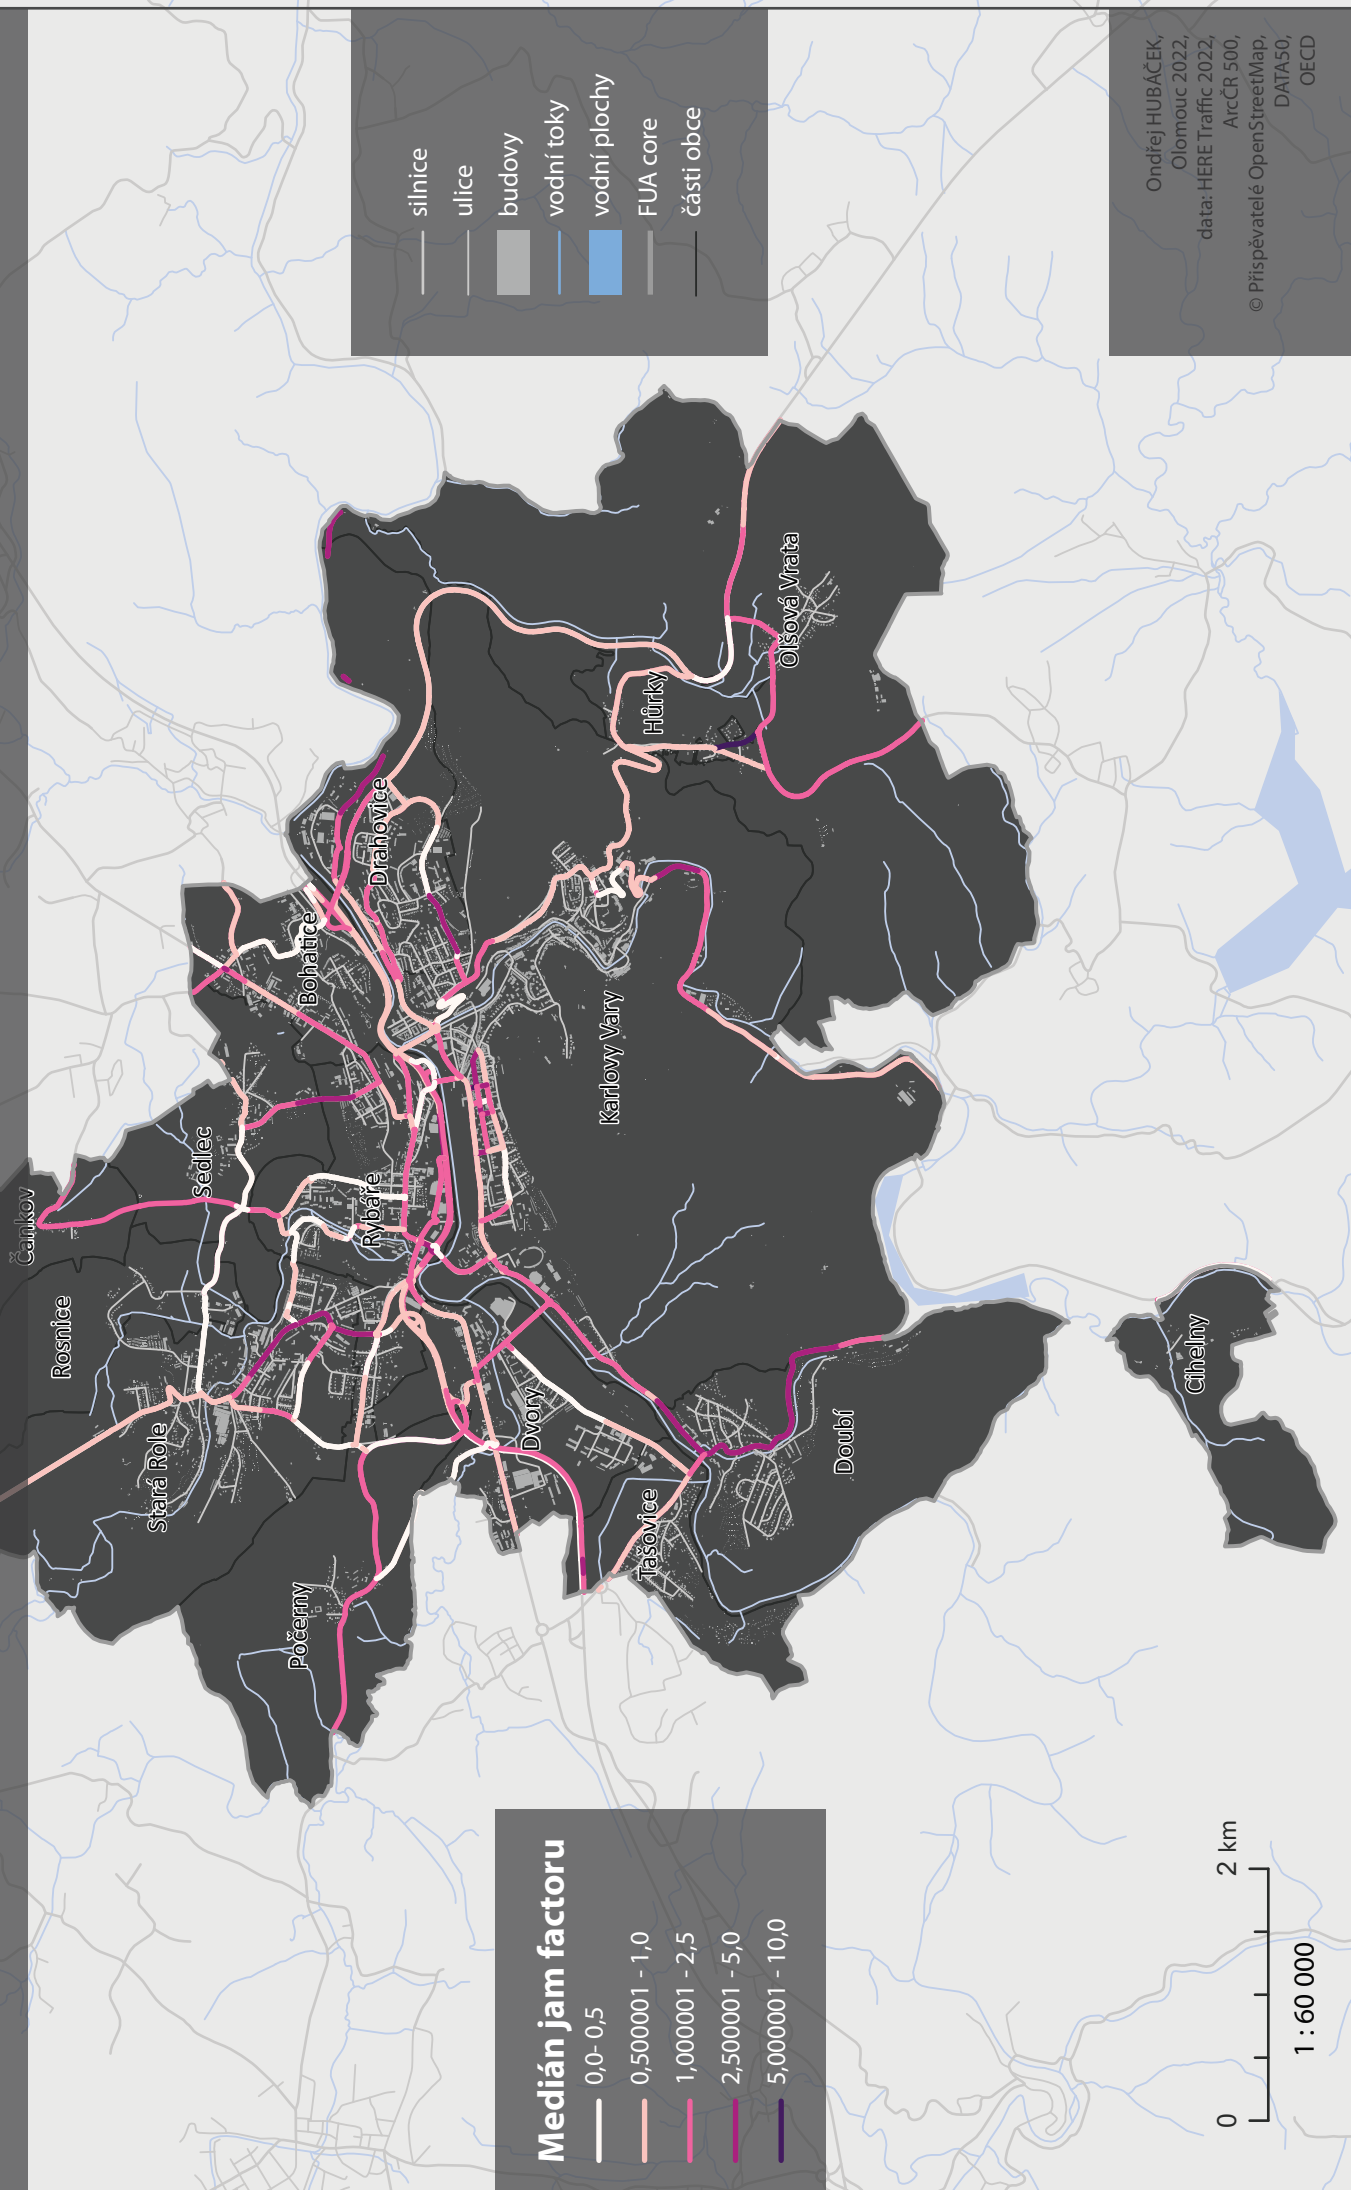 Čankov
Rosnice
Sedlec
Stará Role
Počerny
Rybáře
Bohatice
Drahovice
Dvory
Tašovice
Doubí
Karlovy Vary
Hůrky
Olšová Vrata
Cihelny
Medián jam factoru
0,0- 0,5
0,500001 - 1,0
1,000001 - 2,5
2,500001 - 5,0
5,000001 - 10,0
0
2 km
1 : 60 000
silnice
ulice
budovy
vodní toky
vodní plochy
FUA core
části obce
Ondřej HUBÁČEK,
Olomouc 2022,
data: HERE Traffic 2022,
ArcČR 500,
© Přispěvatelé OpenStreetMap,
DATA50,
OECD